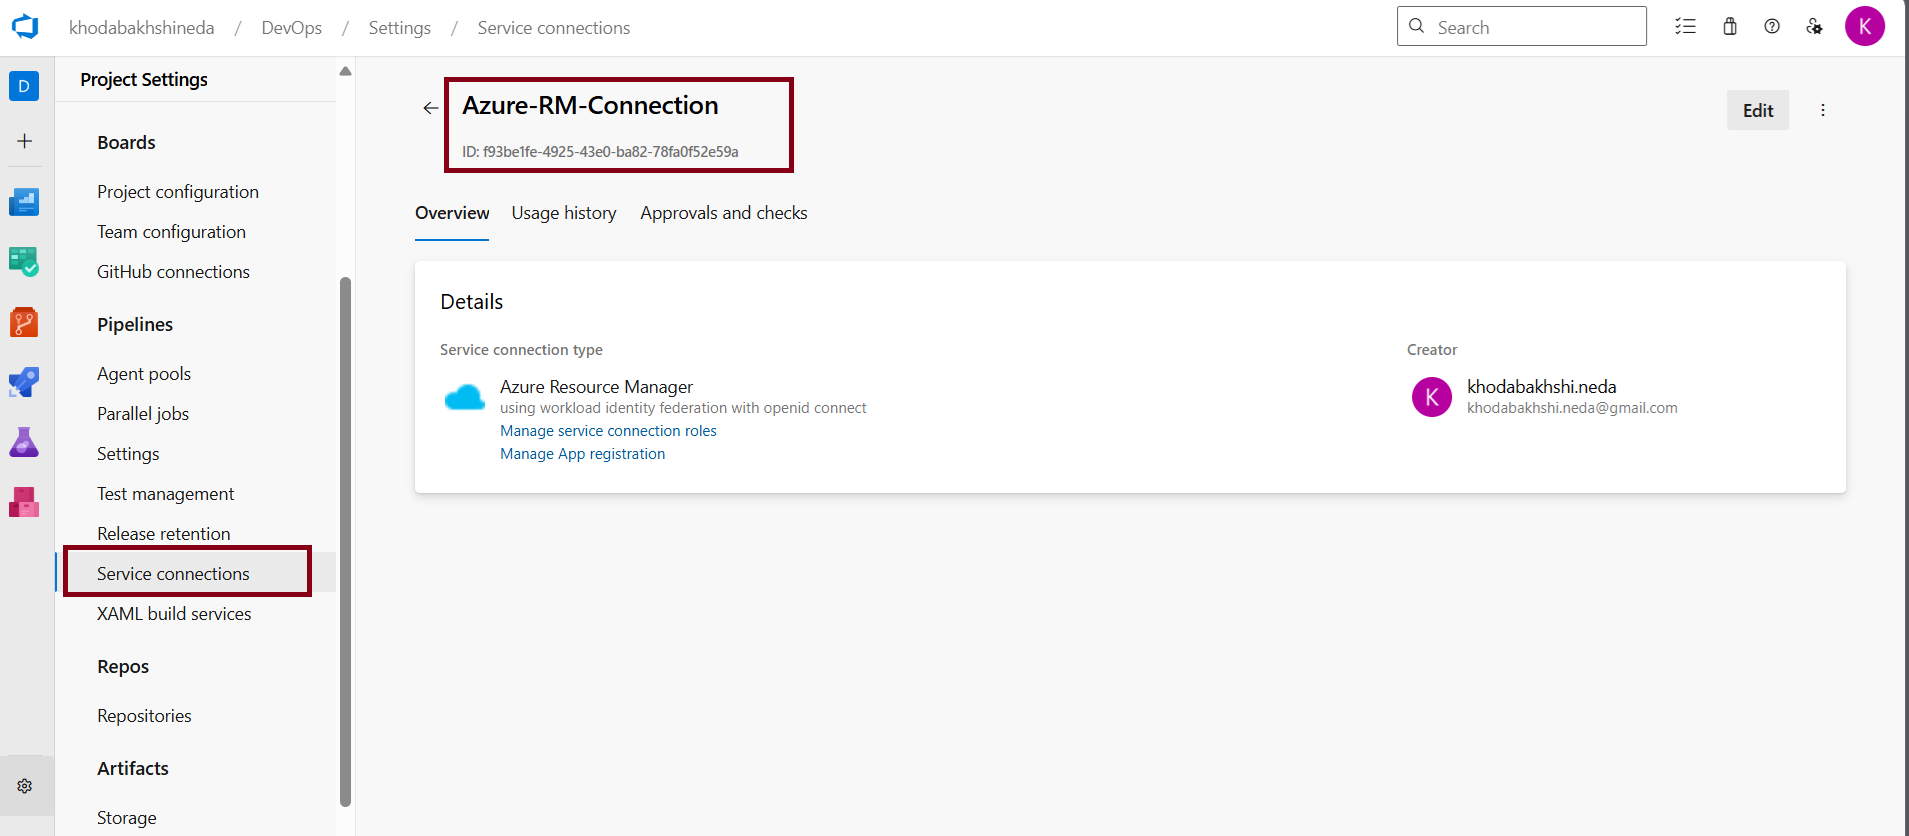 khodabakhshineda / DevOps / Settings / Service connections
Search
K
D
Project Settings
Boards
Project configuration
Team configuration
GitHub connections
Pipelines
Agent pools
Parallel jobs
Settings
Test management
Release retention
Service connections
XAML build services
Repos
Repositories
Artifacts
Storage
Azure-RM-Connection
ID: f93be1fe-4925-43e0-ba82-78fa0f52e59a
Edit
Overview Usage history Approvals and checks
Details
Service connection type
Azure Resource Manager
using workload identity federation with openid connect
Manage service connection roles
Manage App registration
Creator
K
khodabakhshi.neda
khodabakhshi.neda@gmail.com